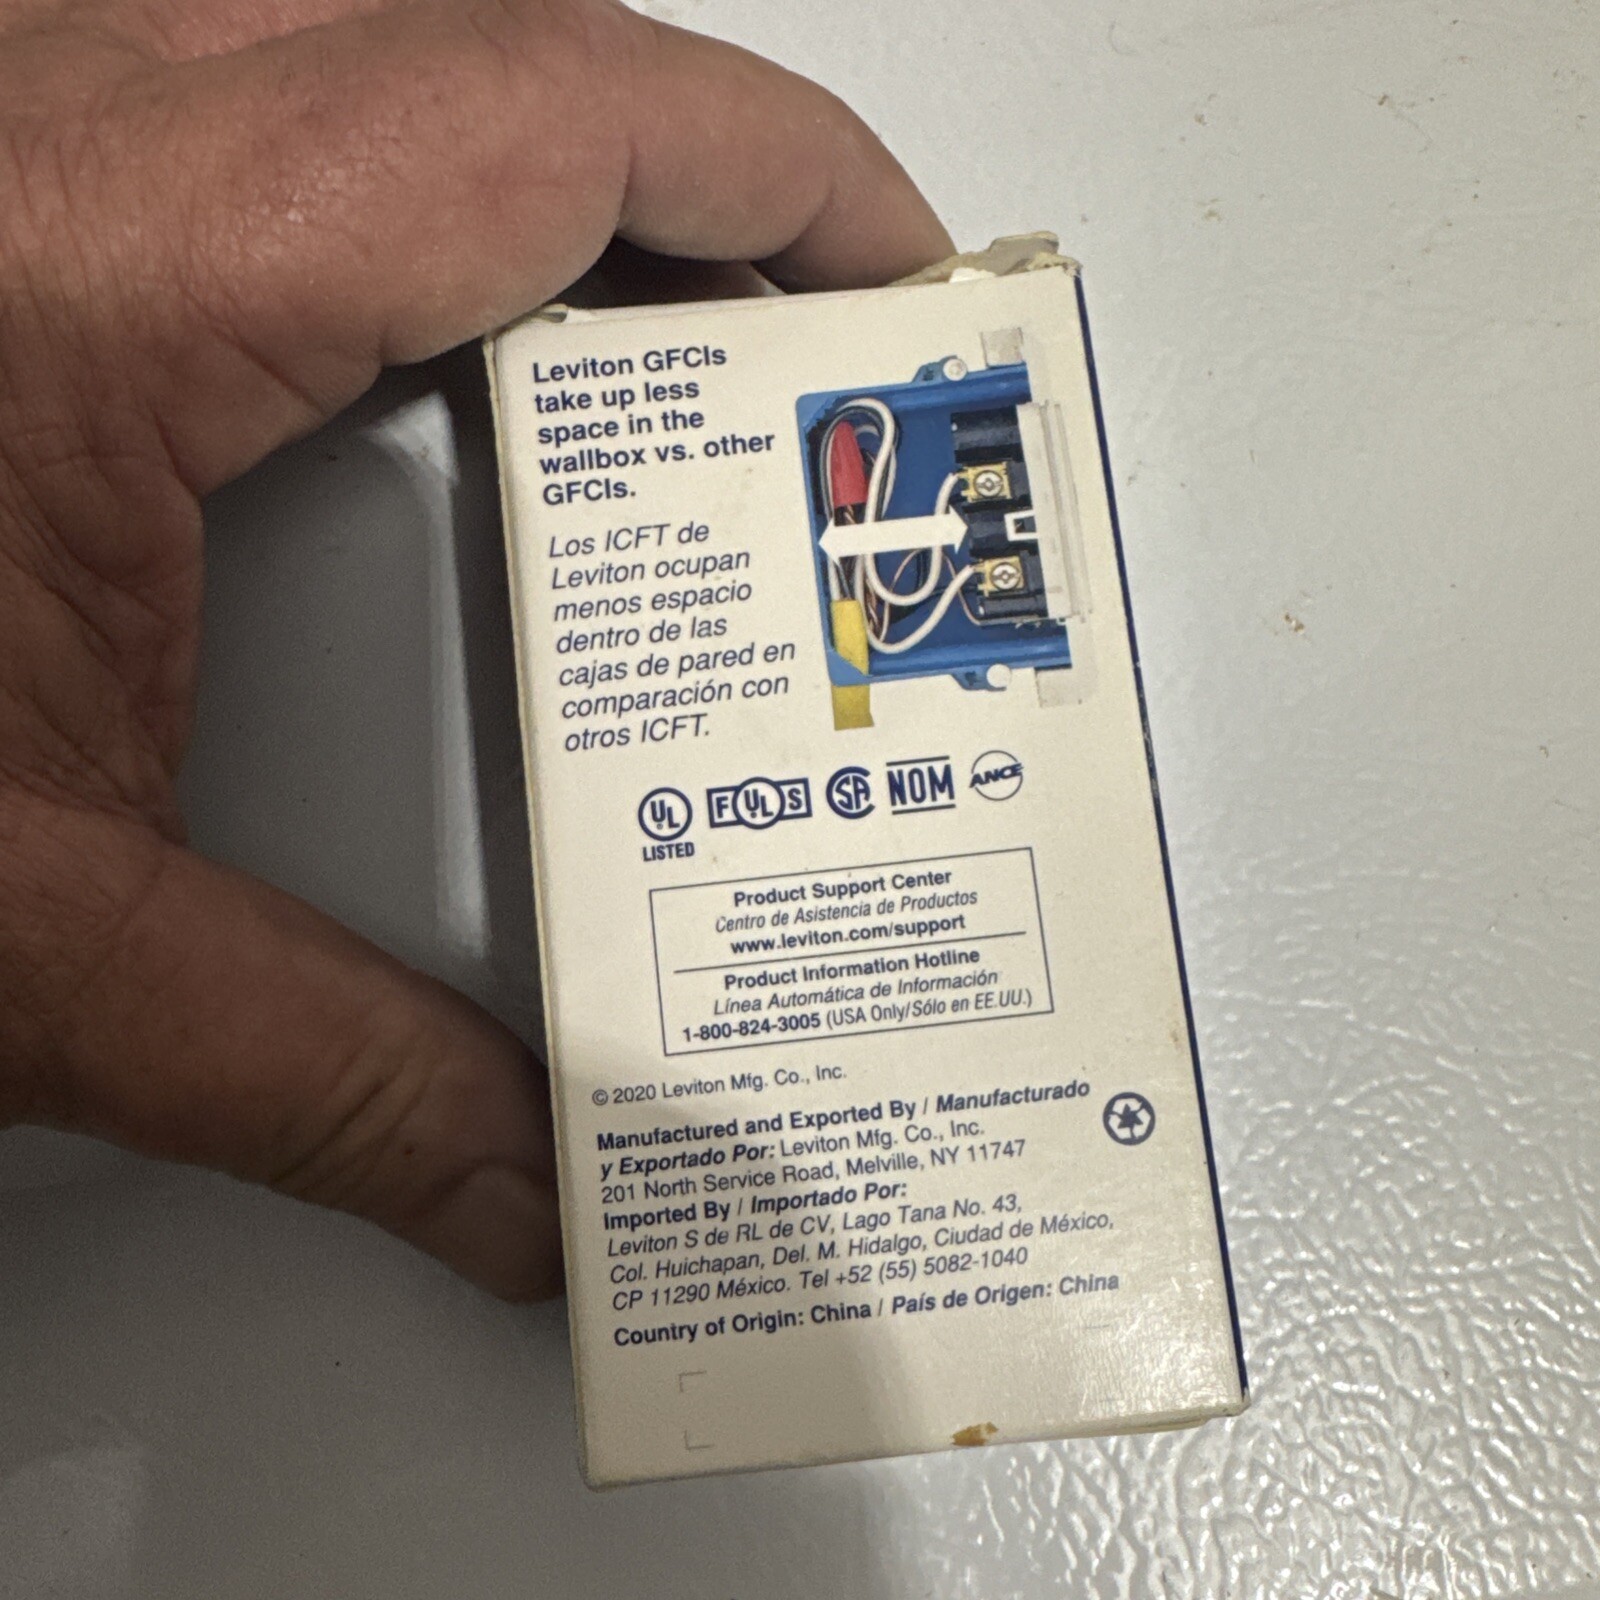 Leviton GFCIs
take up less
space in the
wallbox vs. other
GFCIs.
Los ICFT de
Leviton ocupan
menos espacio
dentro de las
cajas de pared en
comparación con
otros ICFT.
UL
LISTED
F UL S
SA
NOM
ANCE
Product Support Center
Centro de Asistencia de Productos
www.leviton.com/support
Product Information Hotline
Línea Automática de Información
1-800-824-3005 (USA Only/Sólo en EE.UU.)
© 2020 Leviton Mfg. Co., Inc.
Manufactured and Exported By / Manufacturado
y Exportado Por: Leviton Mfg. Co., Inc.
201 North Service Road, Melville, NY 11747
Imported By / Importado Por:
Leviton S de RL de CV, Lago Tana No. 43,
Col. Huichapan, Del. M. Hidalgo, Ciudad de México,
CP 11290 México. Tel +52 (55) 5082-1040
Country of Origin: China / País de Origen: China